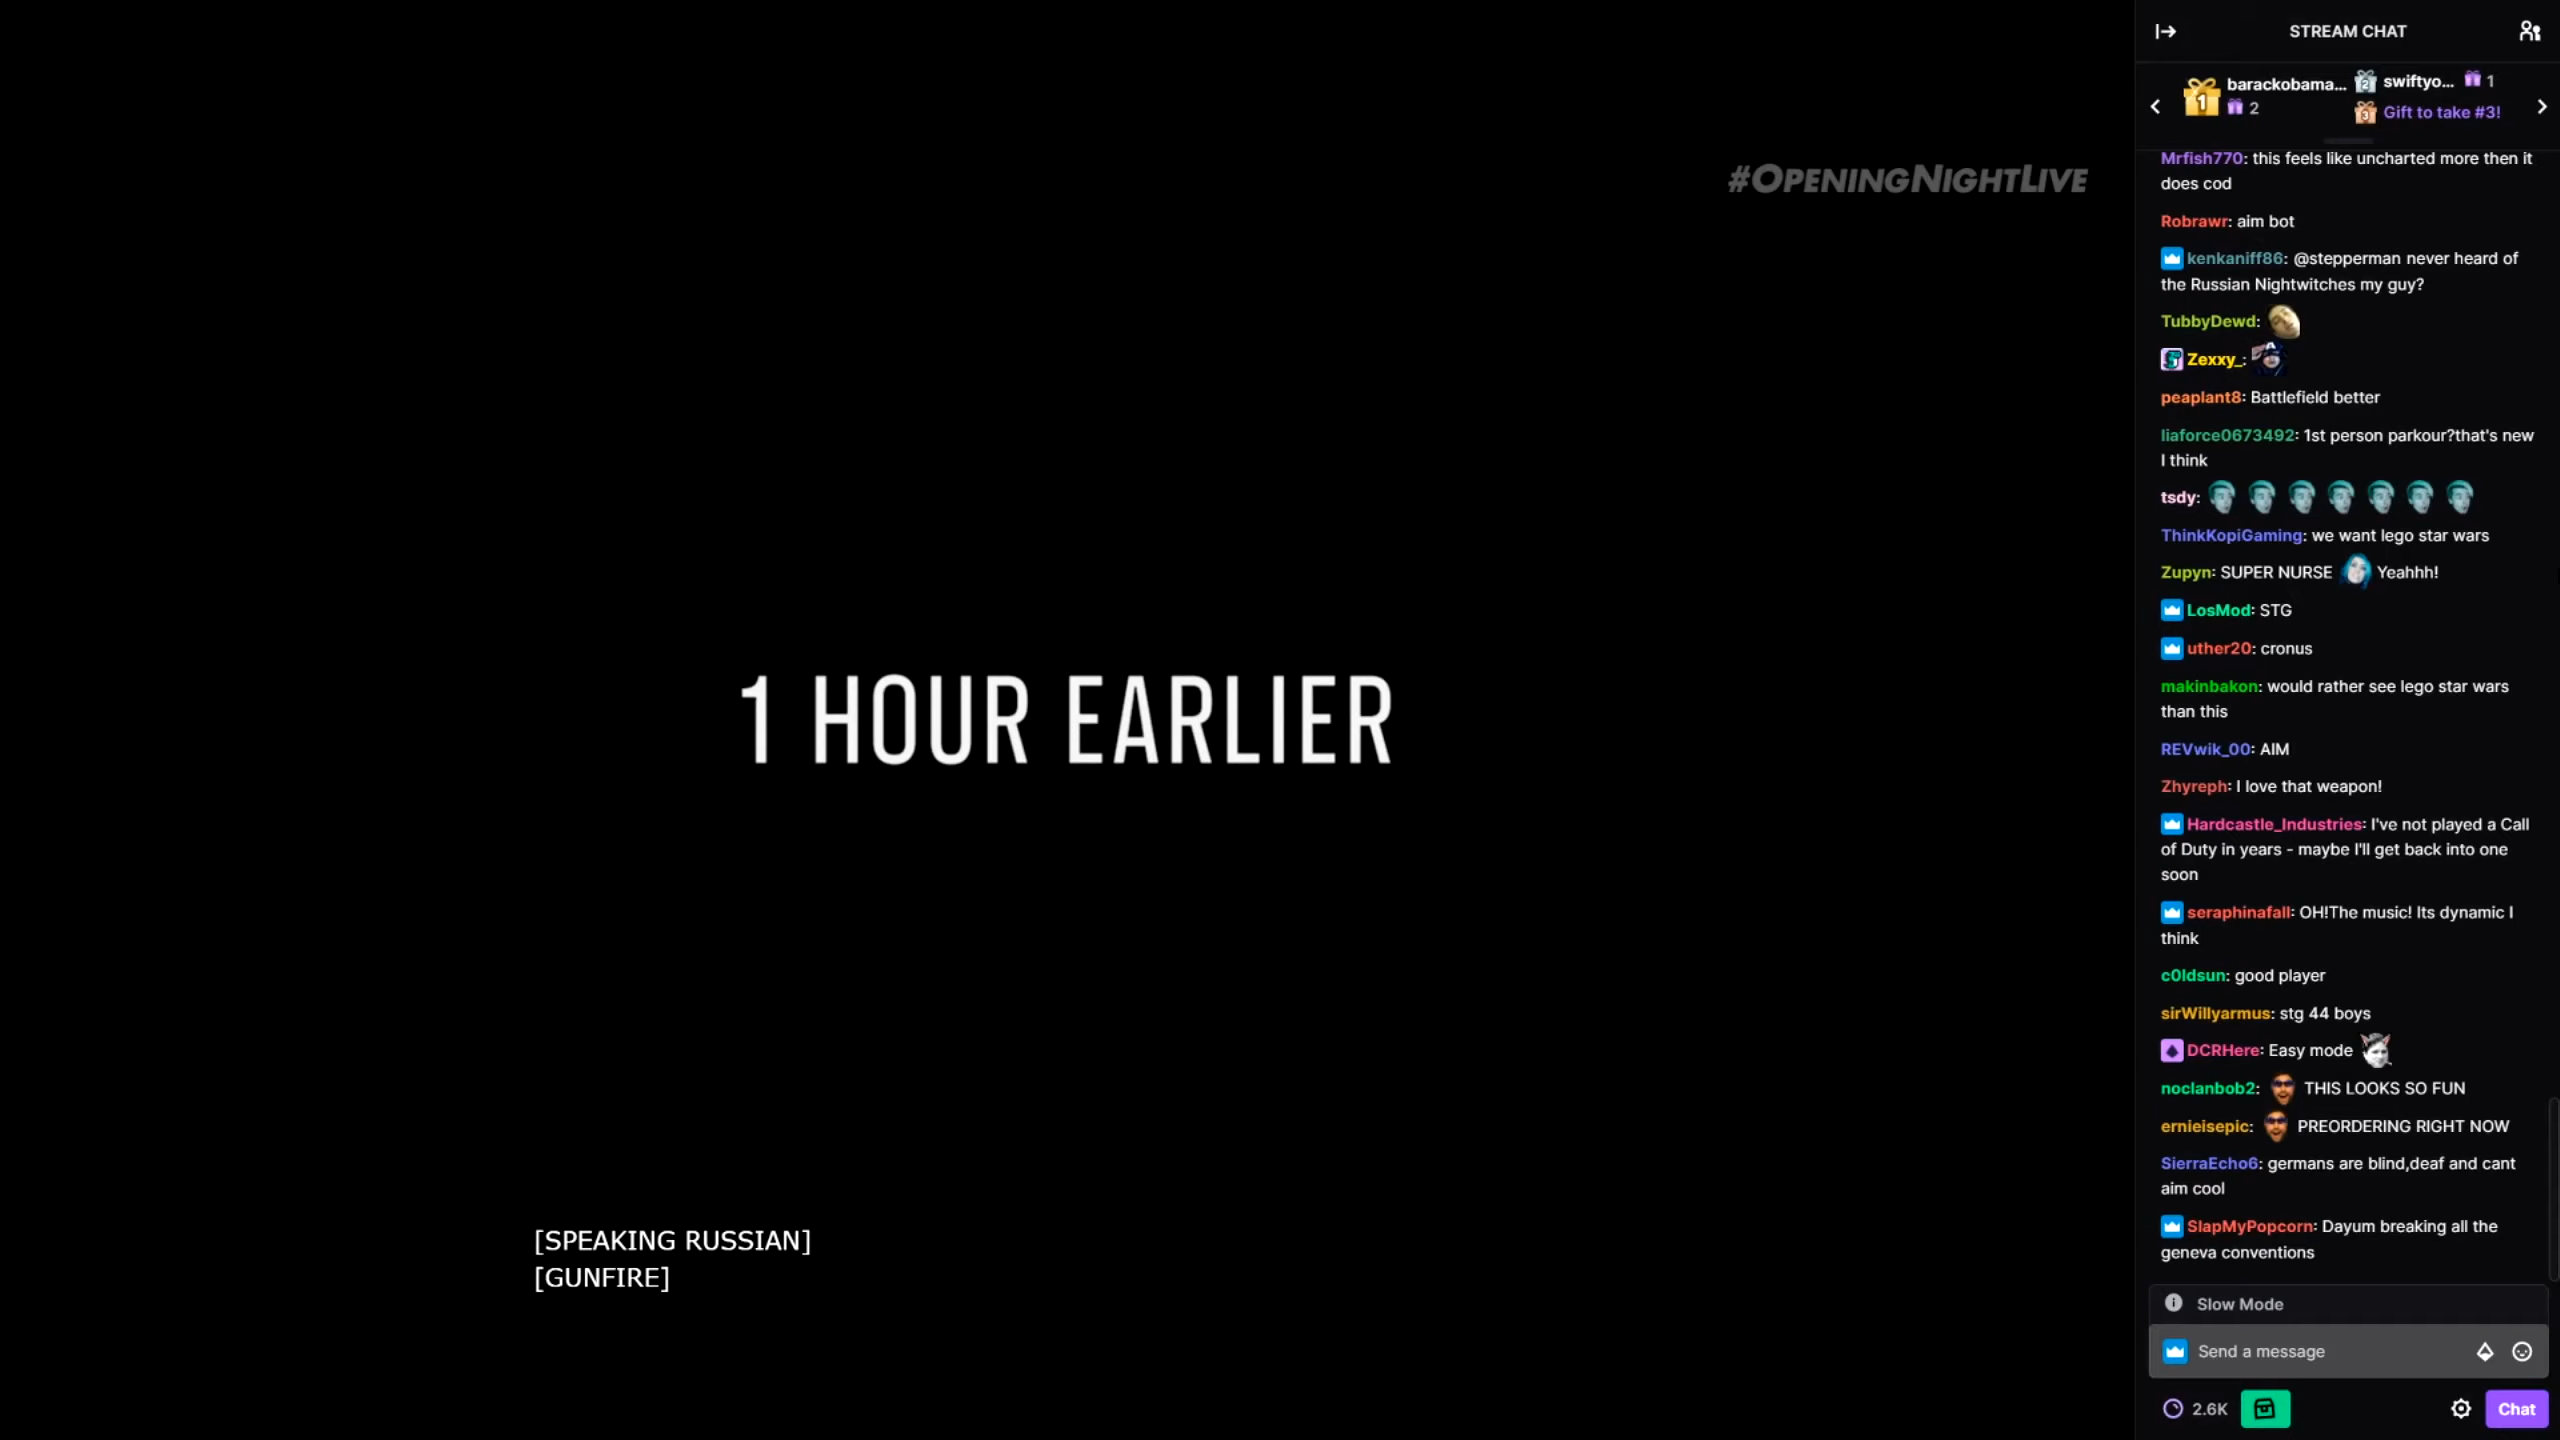 #OPENINGNIGHTLIVE
1 HOUR EARLIER
[SPEAKING RUSSIAN]
[GUNFIRE]
STREAM CHAT
1 barackobama...
2
2 swiftyo... 1
3 Gift to take #3!
Mrfish770: this feels like uncharted more then it
does cod
Robrawr: aim bot
kenkaniff86: @stepperman never heard of
the Russian Nightwitches my guy?
TubbyDewd:
Zexxy_:
peaplant8: Battlefield better
liaforce0673492: 1st person parkour?that's new
I think
tsdy:
ThinkKopiGaming: we want lego star wars
Zupyn: SUPER NURSE Yeahhh!
LosMod: STG
uther20: cronus
makinbakon: would rather see lego star wars
than this
REVwik_00: AIM
Zhyreph: I love that weapon!
Hardcastle_Industries: I've not played a Call
of Duty in years - maybe I'll get back into one
soon
seraphinafall: OH!The music! Its dynamic I
think
c0ldsun: good player
sirWillyarmus: stg 44 boys
DCRHere: Easy mode
noclanbob2: THIS LOOKS SO FUN
ernieisepic: PREORDERING RIGHT NOW
SierraEcho6: germans are blind,deaf and cant
aim cool
SlapMyPopcorn: Dayum breaking all the
geneva conventions
Slow Mode
Send a message
2.6K
Chat